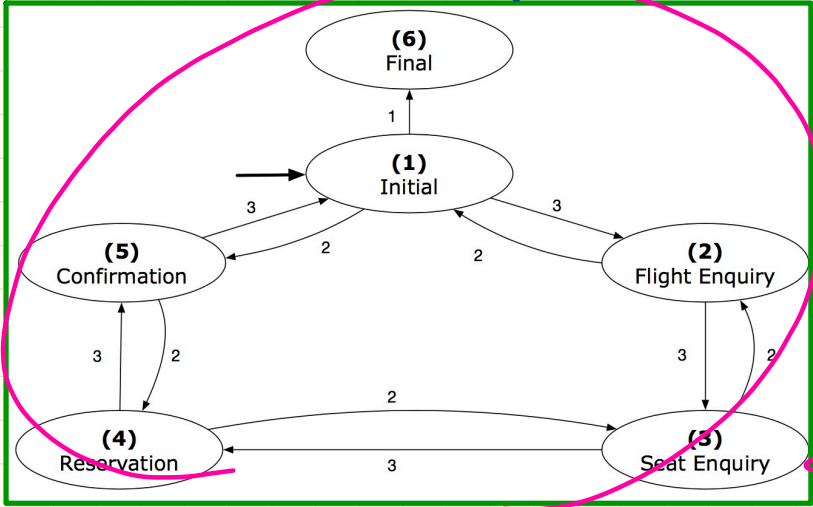 (6)
Final
1
(1)
Initial
3
3
2
2
(5)
Confirmation
(2)
Flight Enquiry
3
2
3
2
2
(4)
Reservation
(3)
Seat Enquiry
3